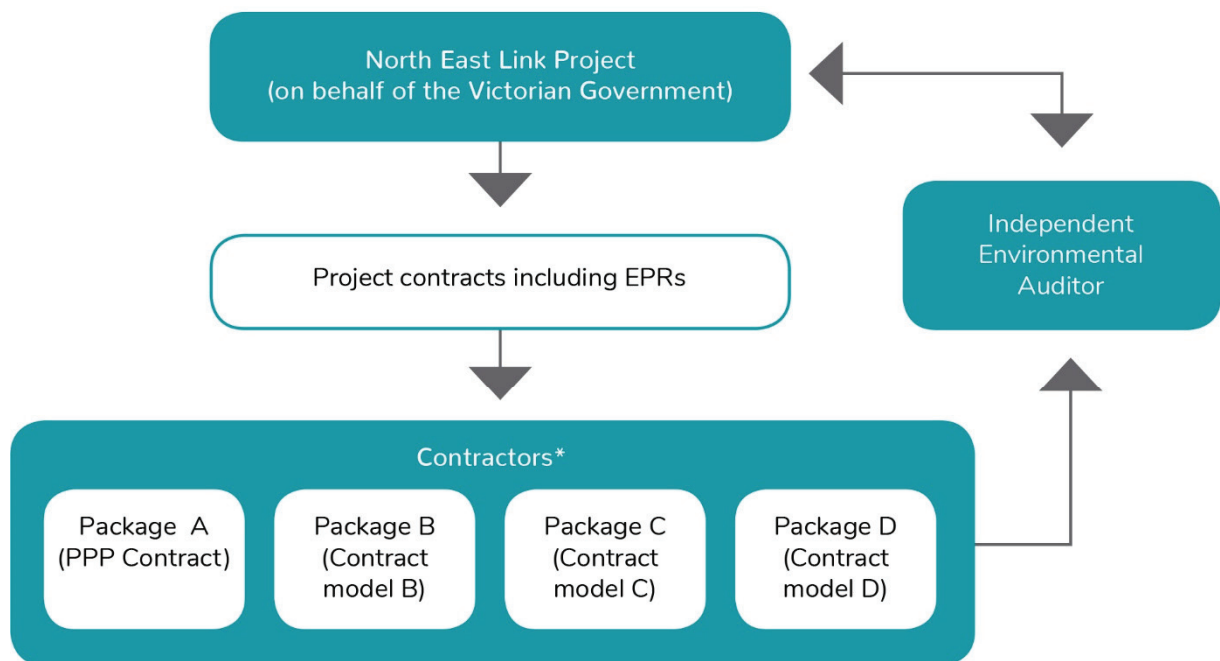 North East Link Project
(on behalf of the Victorian Government)
Project contracts including EPRs
Independent
Environmental
Auditor
Contractors*
Package A
(PPP Contract)
Package B
(Contract
model B)
Package C
(Contract
model C)
Package D
(Contract
model D)